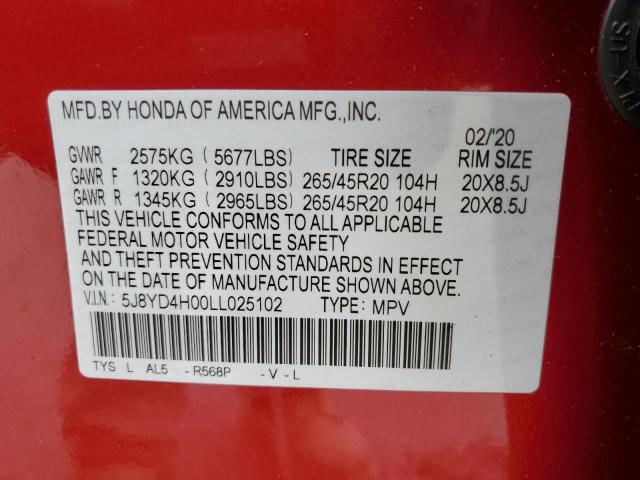 MFD.BY HONDA OF AMERICA MFG.,INC.
02/'20
GVWR 2575KG ( 5677LBS) TIRE SIZE RIM SIZE
GAWR F 1320KG ( 2910LBS) 265/45R20 104H 20X8.5J
GAWR R 1345KG ( 2965LBS) 265/45R20 104H 20X8.5J
THIS VEHICLE CONFORMS TO ALL APPLICABLE
FEDERAL MOTOR VEHICLE SAFETY
AND THEFT PREVENTION STANDARDS IN EFFECT
ON THE DATE OF MANUFACTURE SHOWN ABOVE.
V.I.N.: 5J8YD4H00LL025102 TYPE: MPV
TYS L AL5 -R568P -V-L